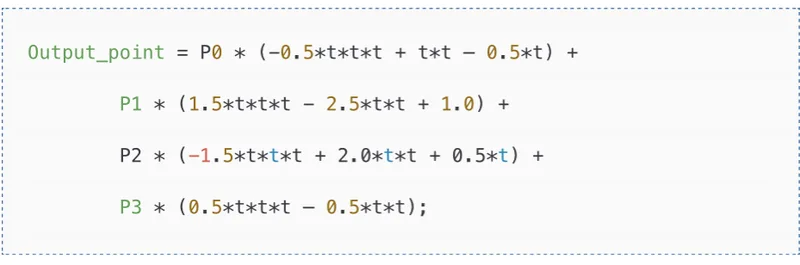 Output_point = P0 * (−0.5*t*t*t + t*t − 0.5*t) +
P1 * (1.5*t*t*t - 2.5*t*t + 1.0) +
P2 * (−1.5*t*t*t + 2.0*t*t + 0.5*t) +
P3 * (0.5*t*t*t − 0.5*t*t);